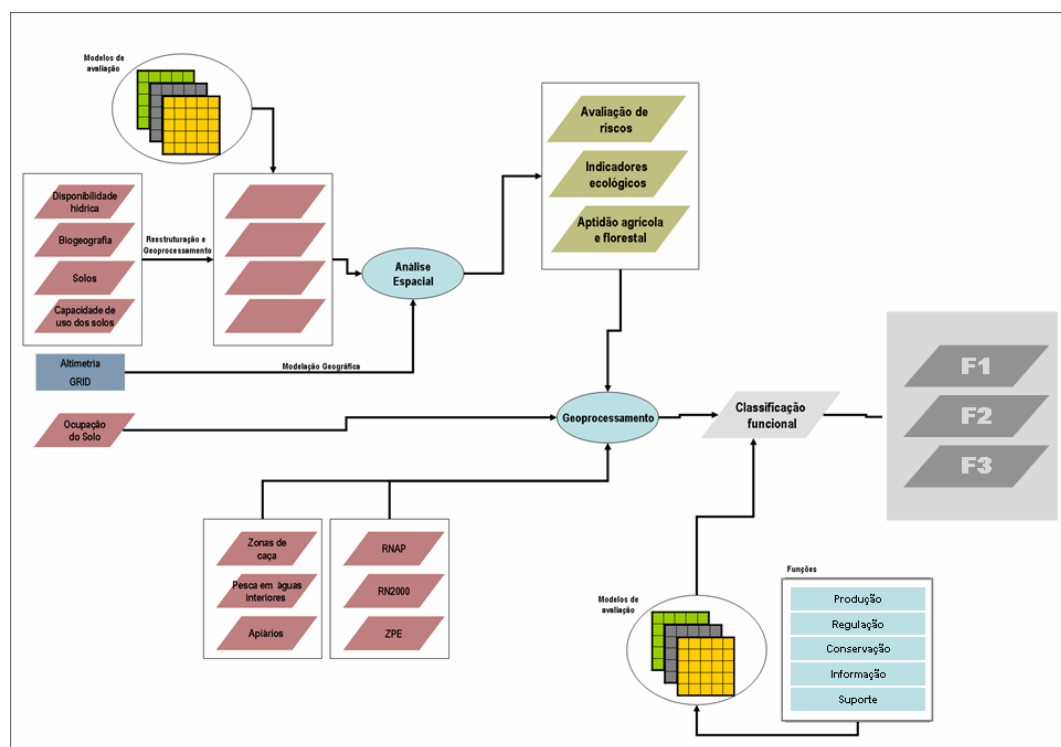 Modelos de
avaliação
Disponibilidade
hídrica
Biogeografia
Solos
Capacidade de
uso dos solos
Reestruturação e
Geoprocessamento
Análise
Espacial
Avaliação de
riscos
Indicadores
ecológicos
Aptidão agrícola
e florestal
Altimetria
GRID
Modelação Geográfica
Ocupação
do Solo
Geoprocessamento
Classificação
funcional
F1
F2
F3
Zonas de
caça
Pesca em àguas
interiores
Apiàrios
RNAP
RN2000
ZPE
Modelos de
avaliação
Funções
Produção
Regulação
Conservação
Informação
Suporte